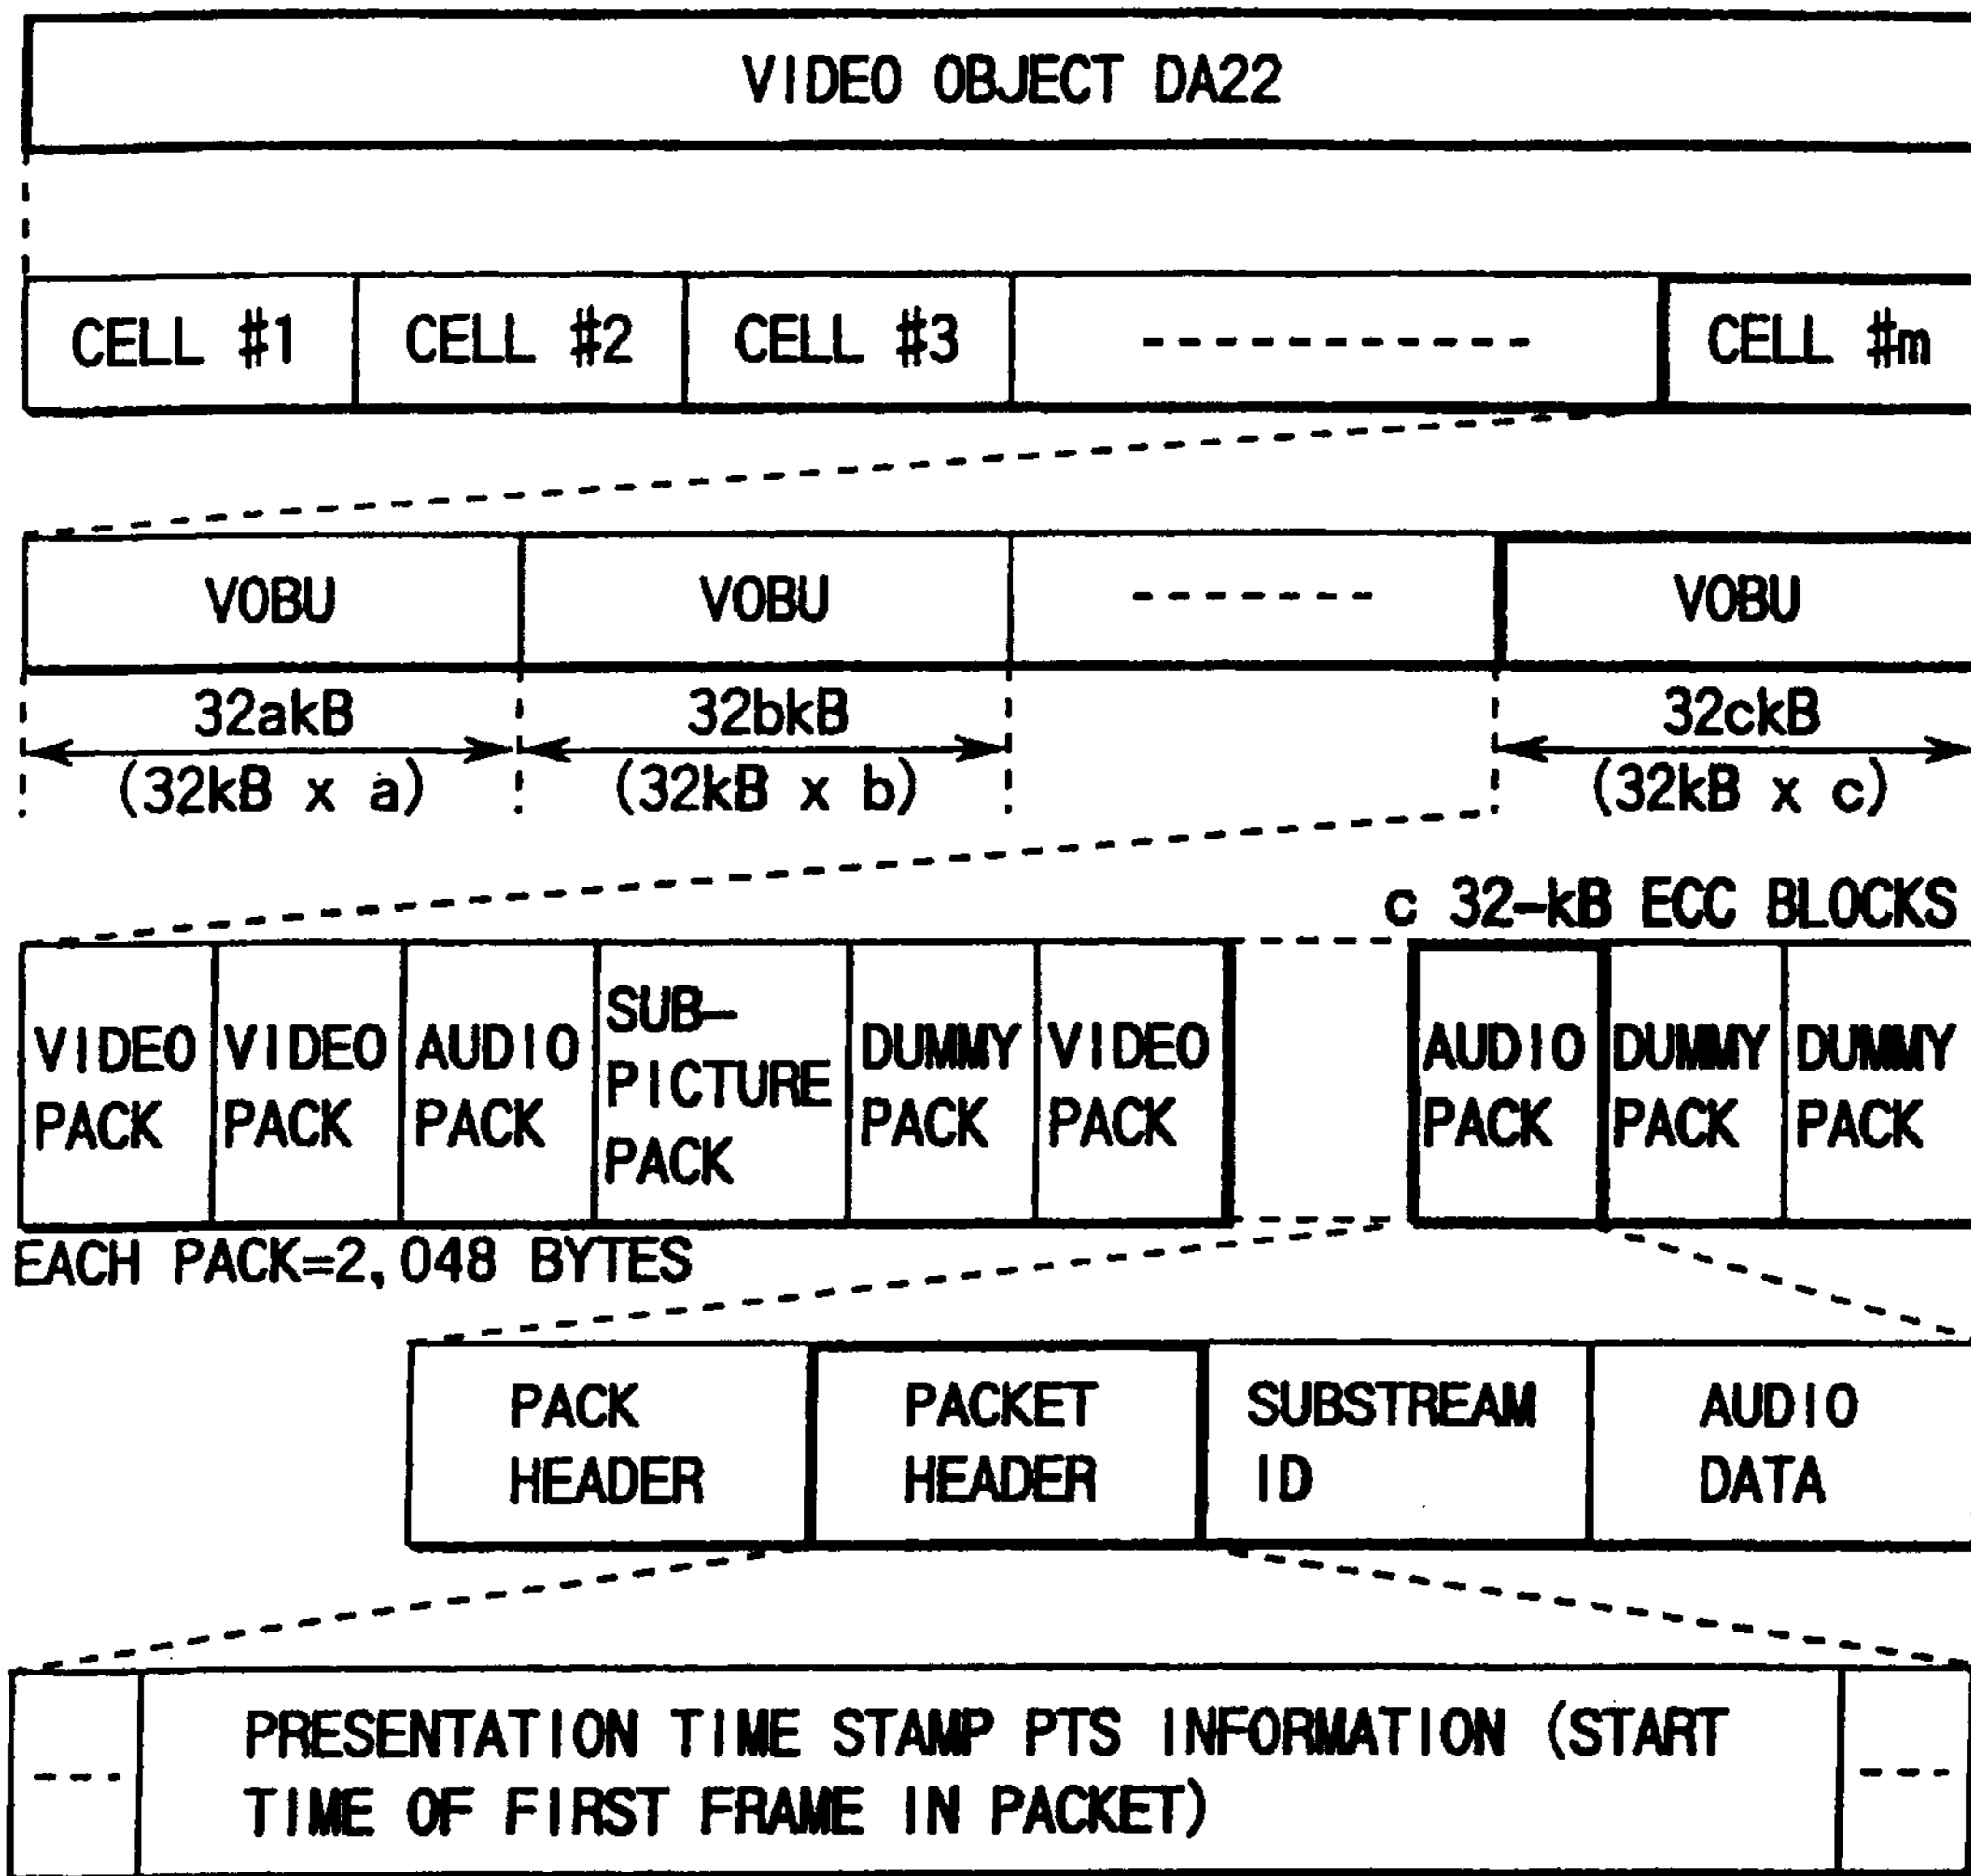 VIDEO OBJECT DA22
CELL #1 CELL #2 CELL #3 ------------ CELL #m
VOBU VOBU ------- VOBU
32akB 32bkB 32ckB
(32kB x a) (32kB x b) (32kB x c)
c 32-kB ECC BLOCKS
VIDEO PACK
VIDEO PACK
AUDIO PACK
SUB-
PICTURE
PACK
DUMMY PACK
VIDEO PACK
AUDIO PACK
DUMMY PACK
DUMMY PACK
EACH PACK=2,048 BYTES
PACK
HEADER
PACKET
HEADER
SUBSTREAM
ID
AUDIO
DATA
--- PRESENTATION TIME STAMP PTS INFORMATION (START
TIME OF FIRST FRAME IN PACKET) ---